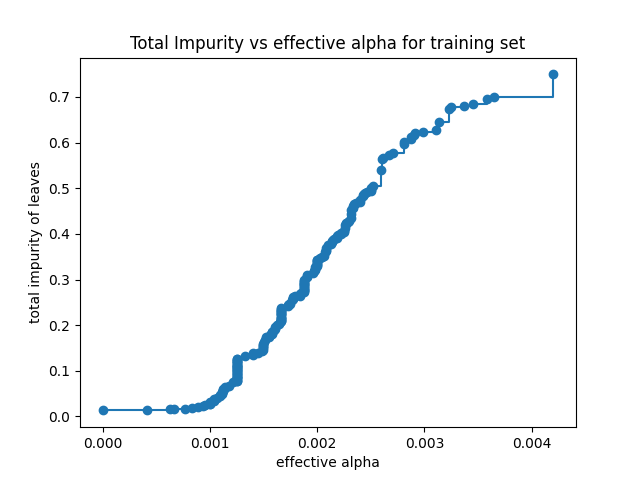 Total Impurity vs effective alpha for training set
total impurity of leaves
0.7
0.6
0.5
0.4
0.3
0.2
0.1
0.0
0.000 0.001 0.002 0.003 0.004
effective alpha